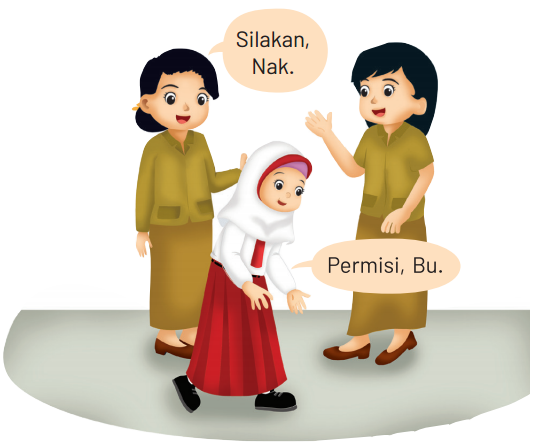 Silakan,
Nak.
Permisi, Bu.